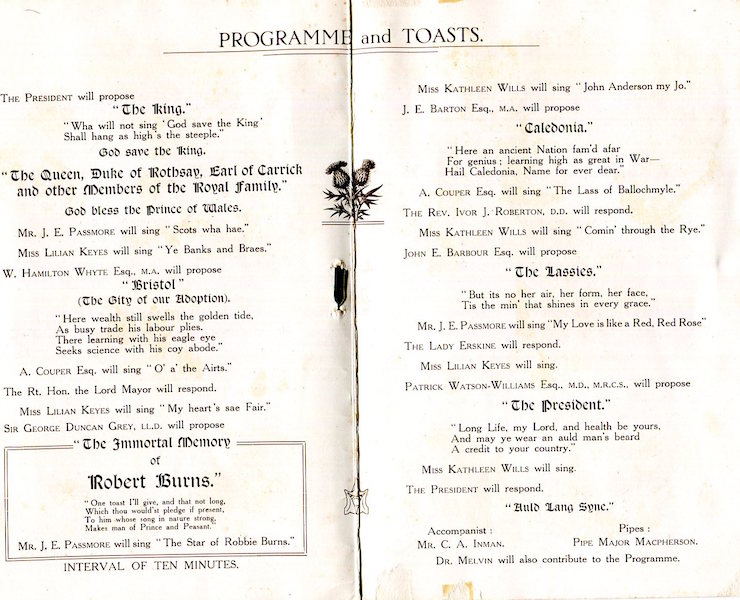 PROGRAMME and TOASTS.
THE PRESIDENT will propose
"The King."
"Wha will not sing 'God save the King'
Shall hang as high's the steeple."
God save the King.
"The Queen, Duke of Rothsay, Earl of Carrick
and other Members of the Royal Family."
God bless the Prince of Wales.
MR. J. E. PASSMORE will sing "Scots wha hae."
MISS LILIAN KEYES will sing "Ye Banks and Braes."
W. HAMILTON WHYTE ESQ., M.A. will propose
"Bristol"
(The City of our Adoption).
"Here wealth still swells the golden tide,
As busy trade his labour plies.
There learning with his eagle eye
Seeks science with his coy abode."
A. COUPER ESQ. will sing "O' a' the Airts."
The Rt. Hon. the Lord Mayor will respond.
MISS LILIAN KEYES will sing "My heart's sae Fair."
SIR GEORGE DUNCAN GREY, LL.D. will propose
"The Immortal Memory
of
Robert Burns."
"One toast I'll give, and that not long,
Which thou would'st pledge if present,
To him whose song in nature strong,
Makes man of Prince and Peasant."
MR. J. E. PASSMORE will sing "The Star of Robbie Burns."
INTERVAL OF TEN MINUTES.
MISS KATHLEEN WILLS will sing "John Anderson my Jo."
J. E. BARTON ESQ., M.A. will propose
"Caledonia."
"Here an ancient Nation fam'd afar
For genius; learning high as great in War—
Hail Caledonia, Name for ever dear."
A. COUPER ESQ. will sing "The Lass of Ballochmyle."
THE REV. IVOR J. ROBERTON, D.D. will respond.
MISS KATHLEEN WILLS will sing "Comin' through the Rye."
JOHN E. BARBOUR ESQ. will propose
"The Lassies."
"But its no her air, her form, her face,
Tis the min' that shines in every grace."
MR. J. E. PASSMORE will sing "My Love is like a Red, Red Rose"
THE LADY ERSKINE will respond.
MISS LILIAN KEYES will sing.
PATRICK WATSON-WILLIAMS ESQ., M.D., M.R.C.S., will propose
"The President."
"Long Life, my Lord, and health be yours,
And may ye wear an auld man's beard
A credit to your country."
MISS KATHLEEN WILLS will sing.
THE PRESIDENT will respond.
"Auld Lang Syne."
Accompanist: Pipes:
MR. C. A. INMAN. PIPE MAJOR MACPHERSON.
DR. MELVIN will also contribute to the Programme.